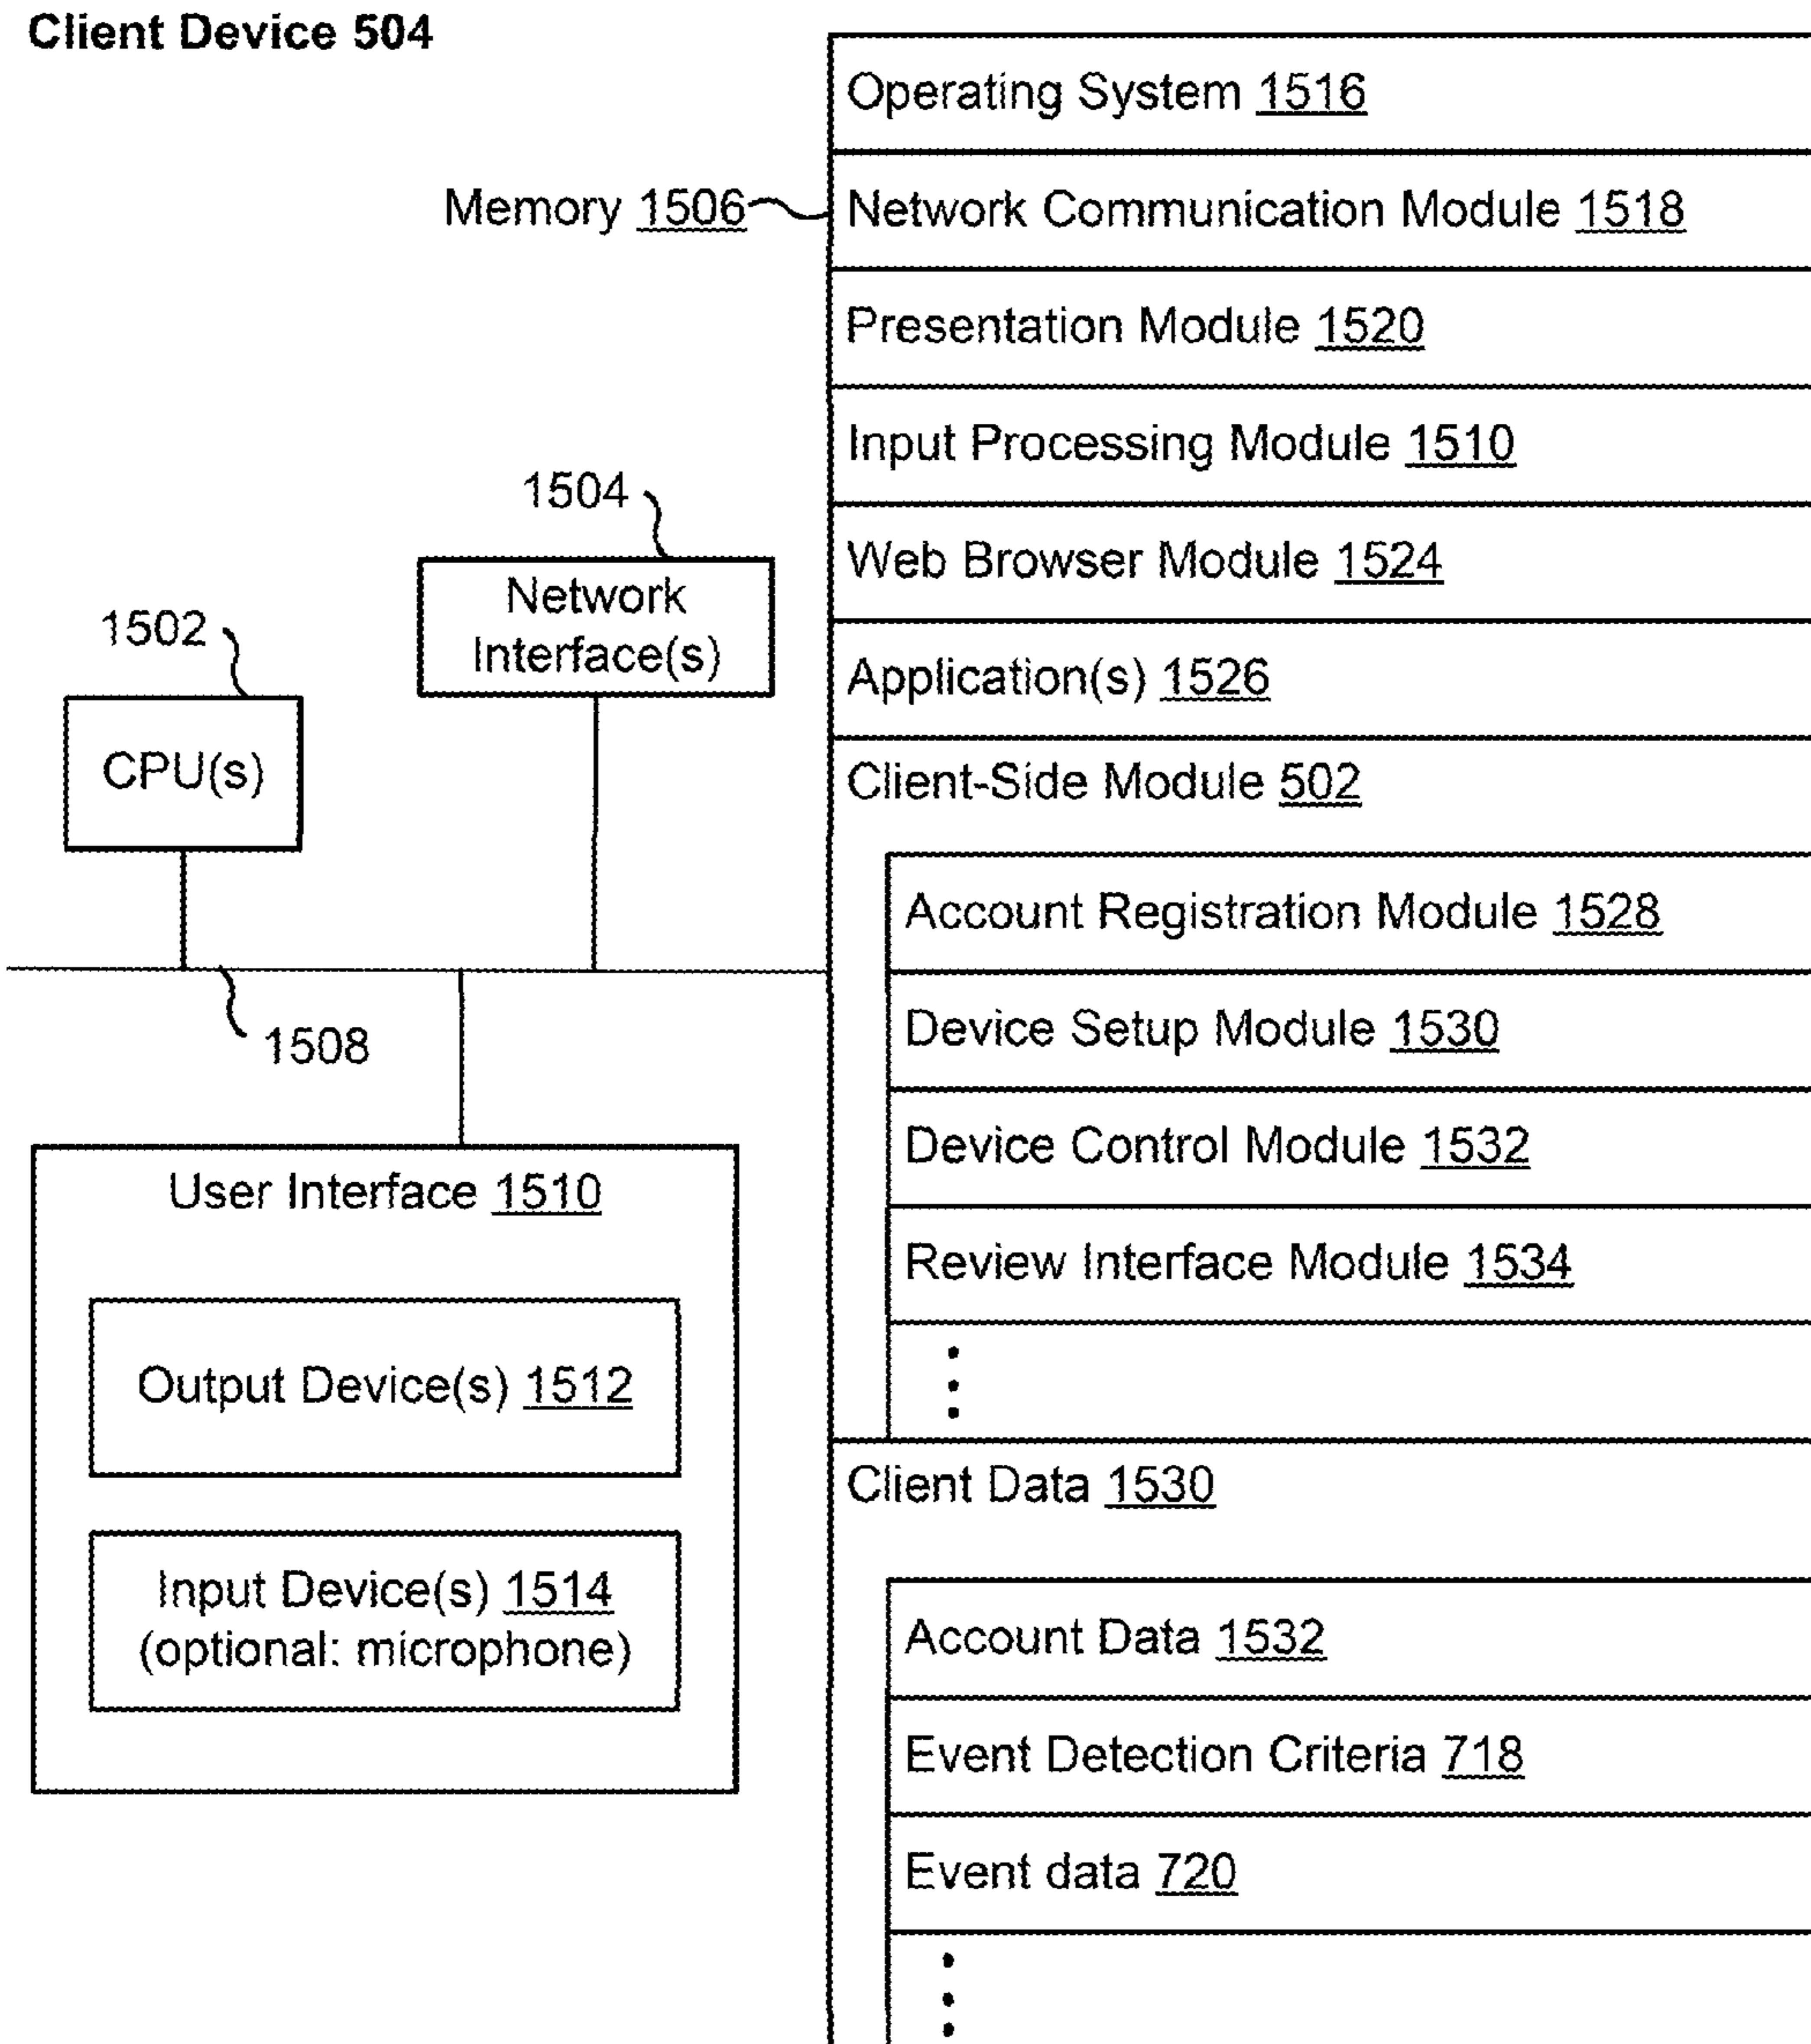 Client Device 504
Operating System 1516
Memory 1506
Network Communication Module 1518
Presentation Module 1520
Input Processing Module 1510
1504
Network
Interface(s)
Web Browser Module 1524
1502
CPU(s)
Application(s) 1526
Client-Side Module 502
Account Registration Module 1528
1508
Device Setup Module 1530
Device Control Module 1532
Review Interface Module 1534
User Interface 1510
Output Device(s) 1512
Input Device(s) 1514
(optional: microphone)
Client Data 1530
Account Data 1532
Event Detection Criteria 718
Event data 720